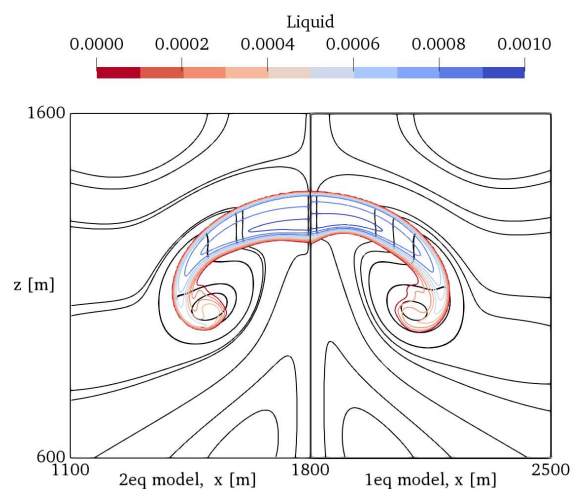 Liquid
0.0000 0.0002 0.0004 0.0006 0.0008 0.0010
1600
z [m]
600
1100 1800 2500
2eq model, x [m] 1eq model, x [m]